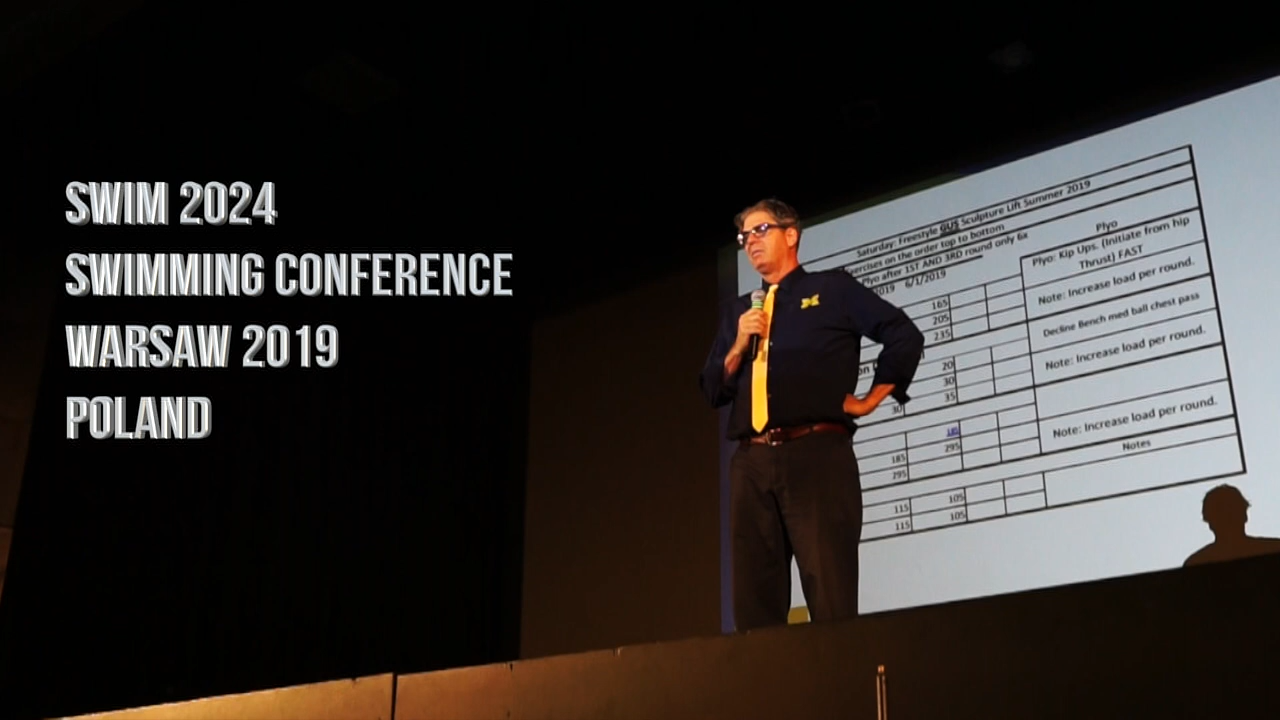 SWIM 2024
SWIMMING CONFERENCE
WARSAW 2019
POLAND
Saturday: Freestyle GUS Sculpture Lift Summer 2019
Exercises on the order top to bottom
Plyo after 1ST AND 3RD round only 6x
2019 6/1/2019
Plyo
Plyo: Kip Ups. (Initiate from hip
Thrust) FAST
165
205
235
Note: Increase load per round.
Decline Bench med ball chest pass
20
30
30 35
Note: Increase load per round.
185
185 295
295
Note: Increase load per round.
Notes
115 105
115 105